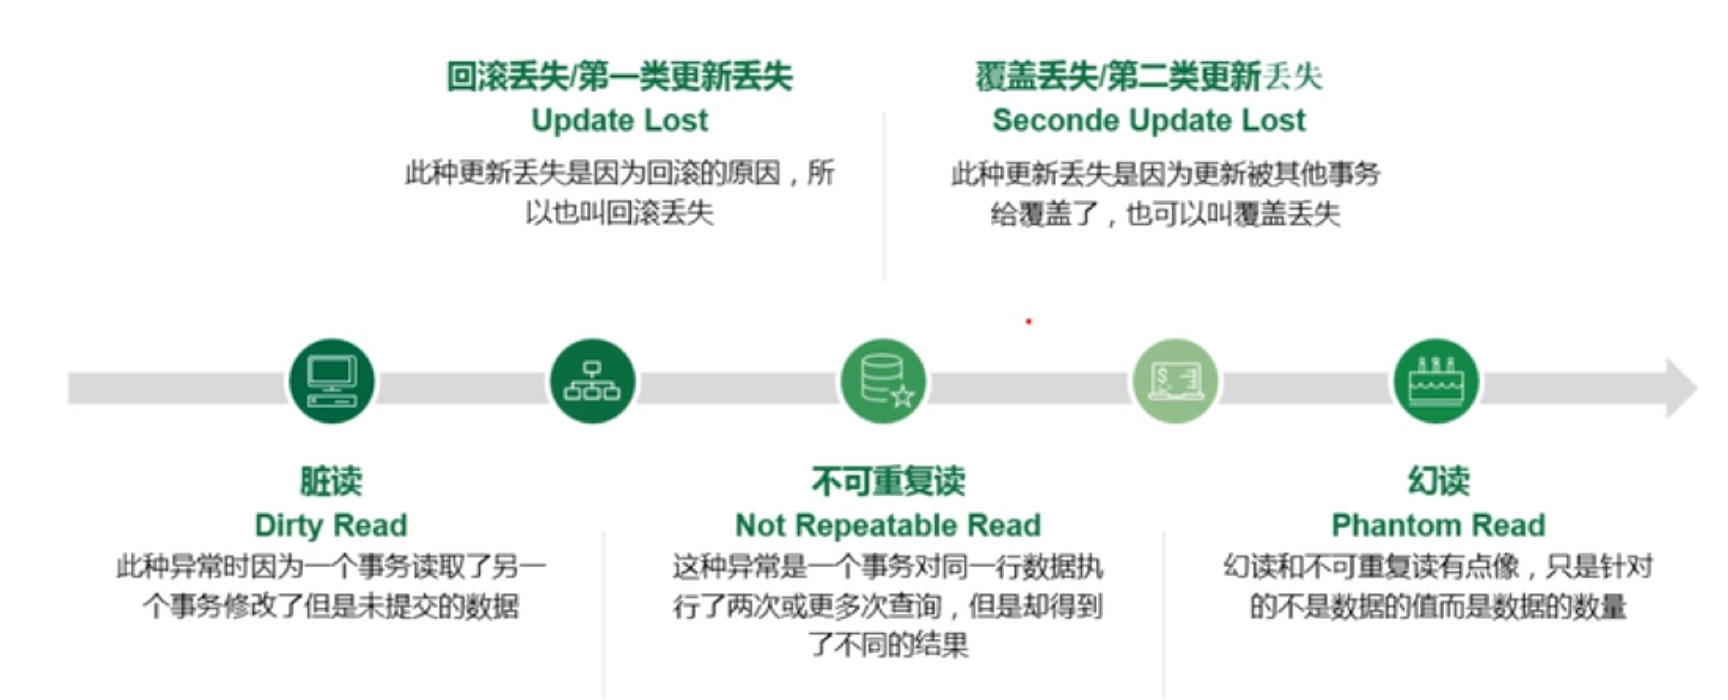 回滚丢失/第一类更新丢失
Update Lost
此种更新丢失是因为回滚的原因，所
以也叫回滚丢失
覆盖丢失/第二类更新丢失
Seconde Update Lost
此种更新丢失是因为更新被其他事务
给覆盖了，也可以叫覆盖丢失
脏读
Dirty Read
此种异常时因为一个事务读取了另一
个事务修改了但是未提交的数据
不可重复读
Not Repeatable Read
这种异常是一个事务对同一行数据执
行了两次或更多次查询，但是却得到
了不同的结果
幻读
Phantom Read
幻读和不可重复读有点像，只是针对
的不是数据的值而是数据的数量